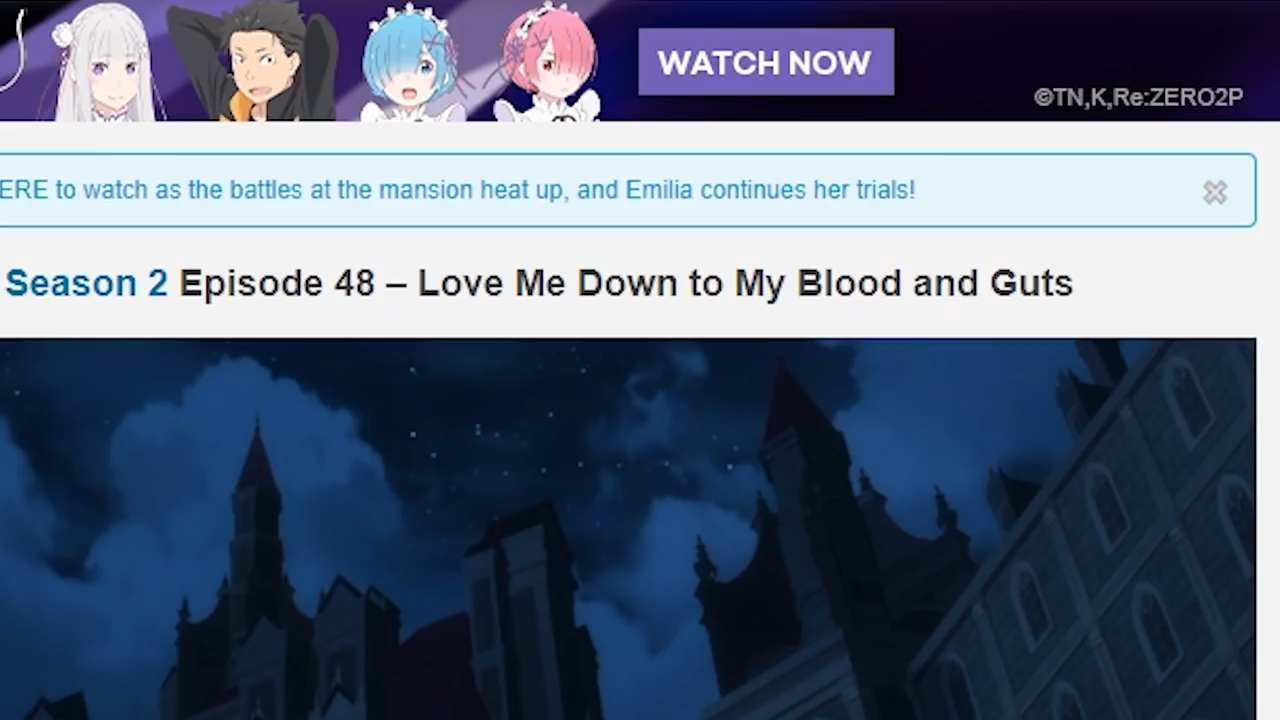 WATCH NOW
©TN,K,Re:ZERO2P
ERE to watch as the battles at the mansion heat up, and Emilia continues her trials!
Season 2 Episode 48 – Love Me Down to My Blood and Guts